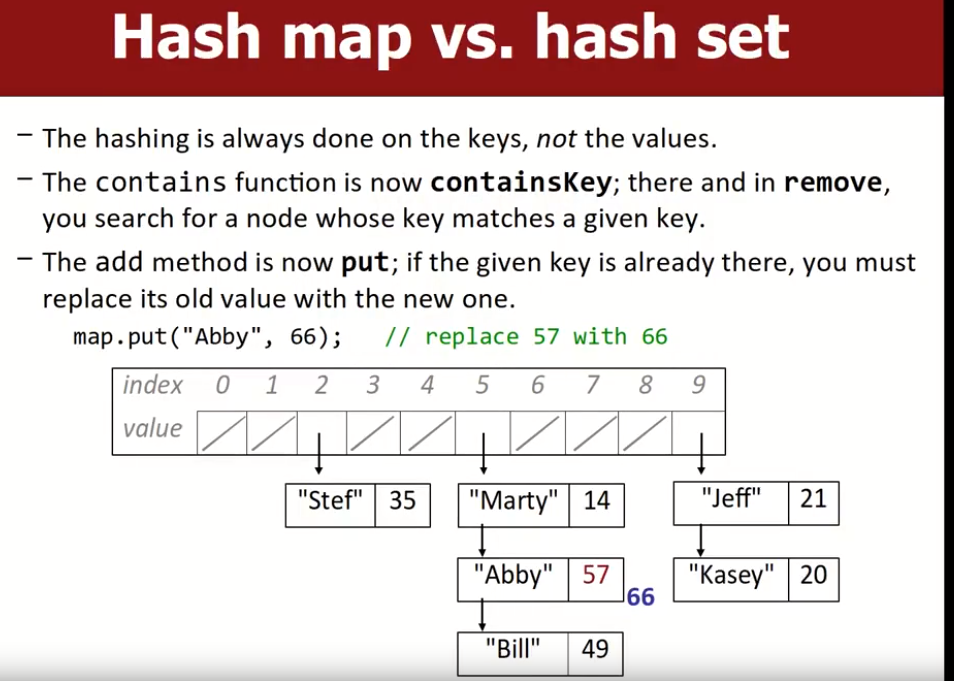 Hash map vs. hash set
– The hashing is always done on the keys, not the values.
– The contains function is now containsKey; there and in remove,
you search for a node whose key matches a given key.
– The add method is now put; if the given key is already there, you must
replace its old value with the new one.
map.put("Abby", 66); // replace 57 with 66
index 0 1 2 3 4 5 6 7 8 9
value
"Stef" 35 "Marty" 14 "Jeff" 21
"Abby" 57 "Kasey" 20
66
"Bill" 49